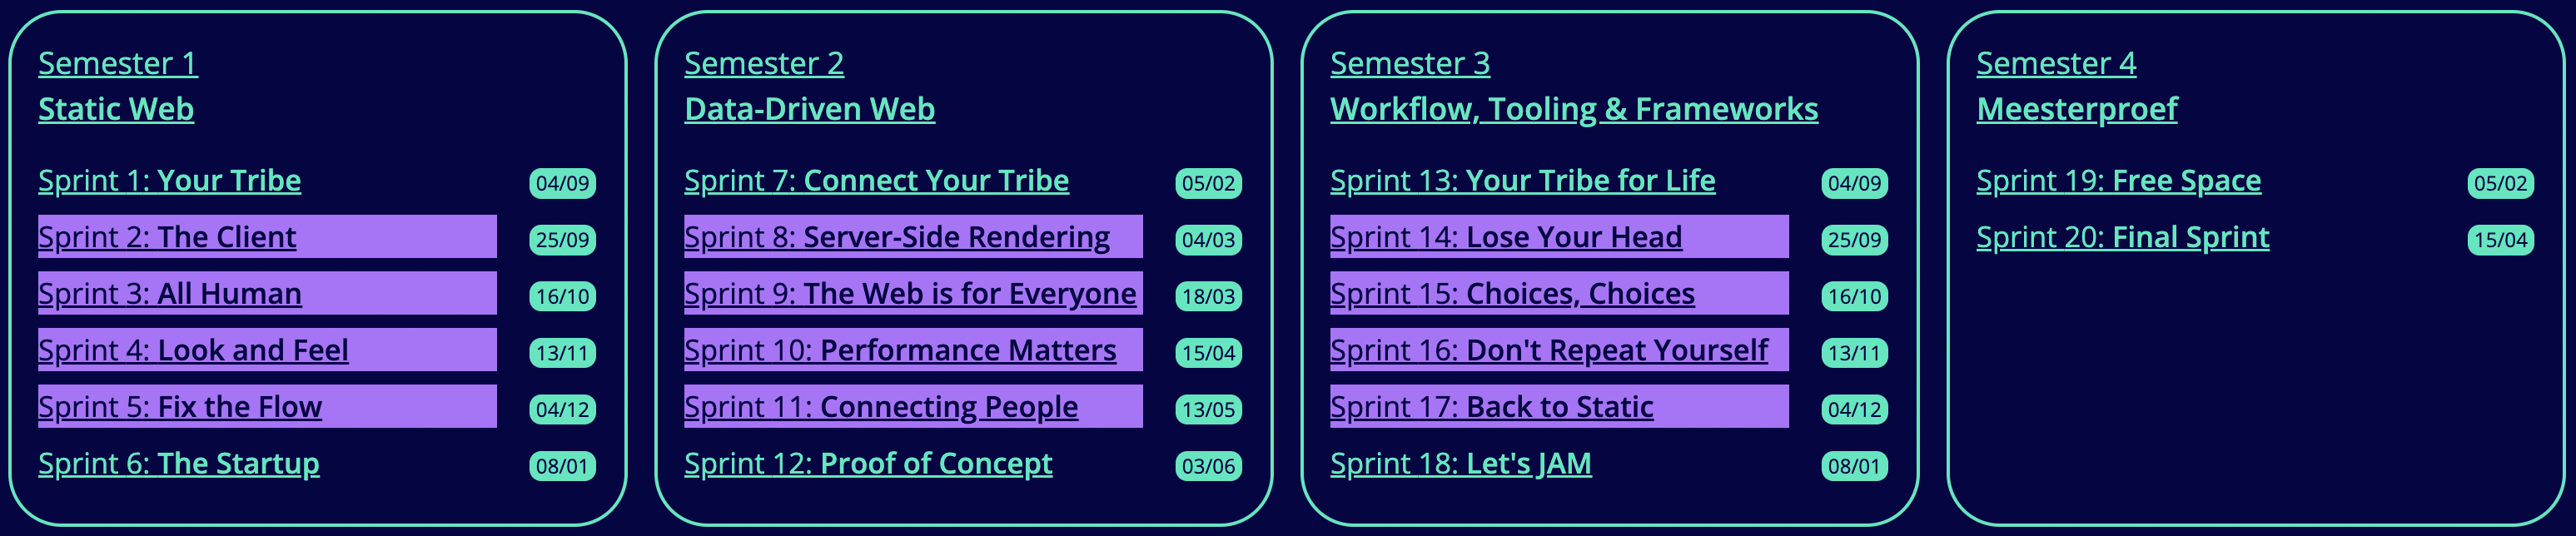 Semester 1
Static Web
Sprint 1: Your Tribe 04/09
Sprint 2: The Client 25/09
Sprint 3: All Human 16/10
Sprint 4: Look and Feel 13/11
Sprint 5: Fix the Flow 04/12
Sprint 6: The Startup 08/01
Semester 2
Data-Driven Web
Sprint 7: Connect Your Tribe 05/02
Sprint 8: Server-Side Rendering 04/03
Sprint 9: The Web is for Everyone 18/03
Sprint 10: Performance Matters 15/04
Sprint 11: Connecting People 13/05
Sprint 12: Proof of Concept 03/06
Semester 3
Workflow, Tooling & Frameworks
Sprint 13: Your Tribe for Life 04/09
Sprint 14: Lose Your Head 25/09
Sprint 15: Choices, Choices 16/10
Sprint 16: Don't Repeat Yourself 13/11
Sprint 17: Back to Static 04/12
Sprint 18: Let's JAM 08/01
Semester 4
Meesterproef
Sprint 19: Free Space 05/02
Sprint 20: Final Sprint 15/04